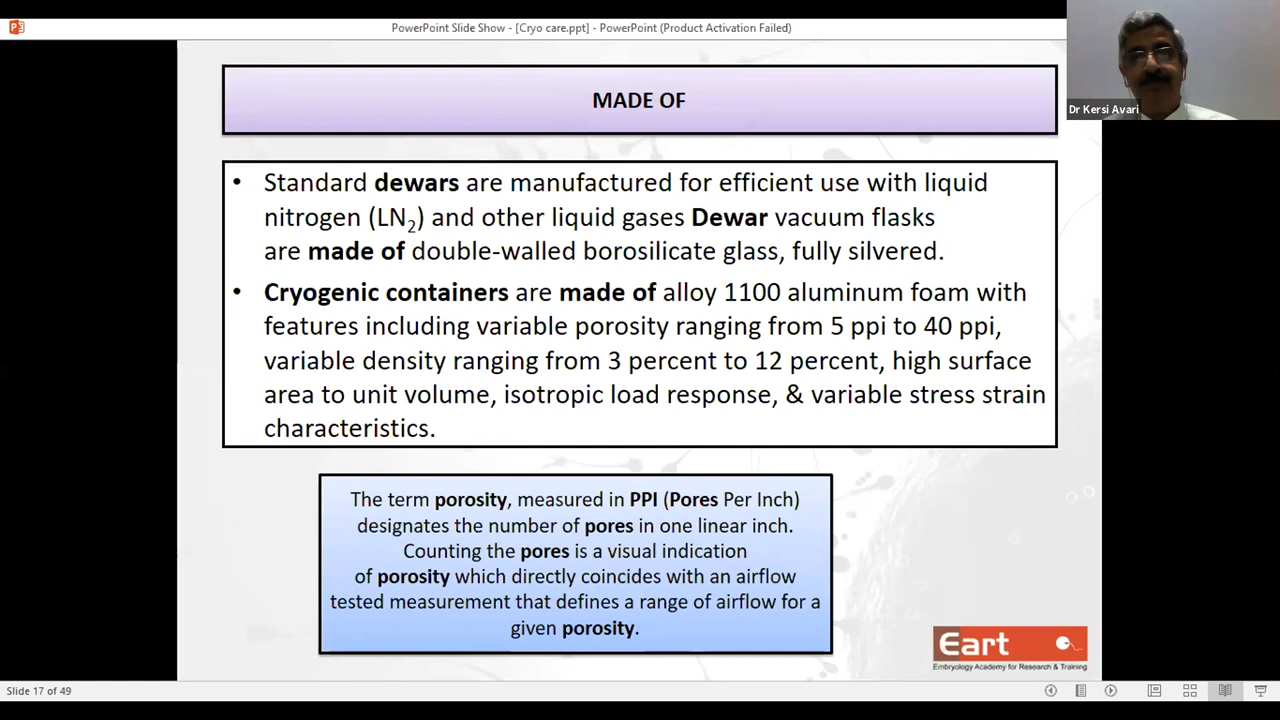 PowerPoint Slide Show - [Cryo care.ppt] - PowerPoint (Product Activation Failed)
Dr Kersi Avari
MADE OF
• Standard dewars are manufactured for efficient use with liquid
nitrogen (LN2) and other liquid gases Dewar vacuum flasks
are made of double-walled borosilicate glass, fully silvered.
• Cryogenic containers are made of alloy 1100 aluminum foam with
features including variable porosity ranging from 5 ppi to 40 ppi,
variable density ranging from 3 percent to 12 percent, high surface
area to unit volume, isotropic load response, & variable stress strain
characteristics.
The term porosity, measured in PPI (Pores Per Inch)
designates the number of pores in one linear inch.
Counting the pores is a visual indication
of porosity which directly coincides with an airflow
tested measurement that defines a range of airflow for a
given porosity.
Eart
Embryology Academy for Research & Training
Slide 17 of 49